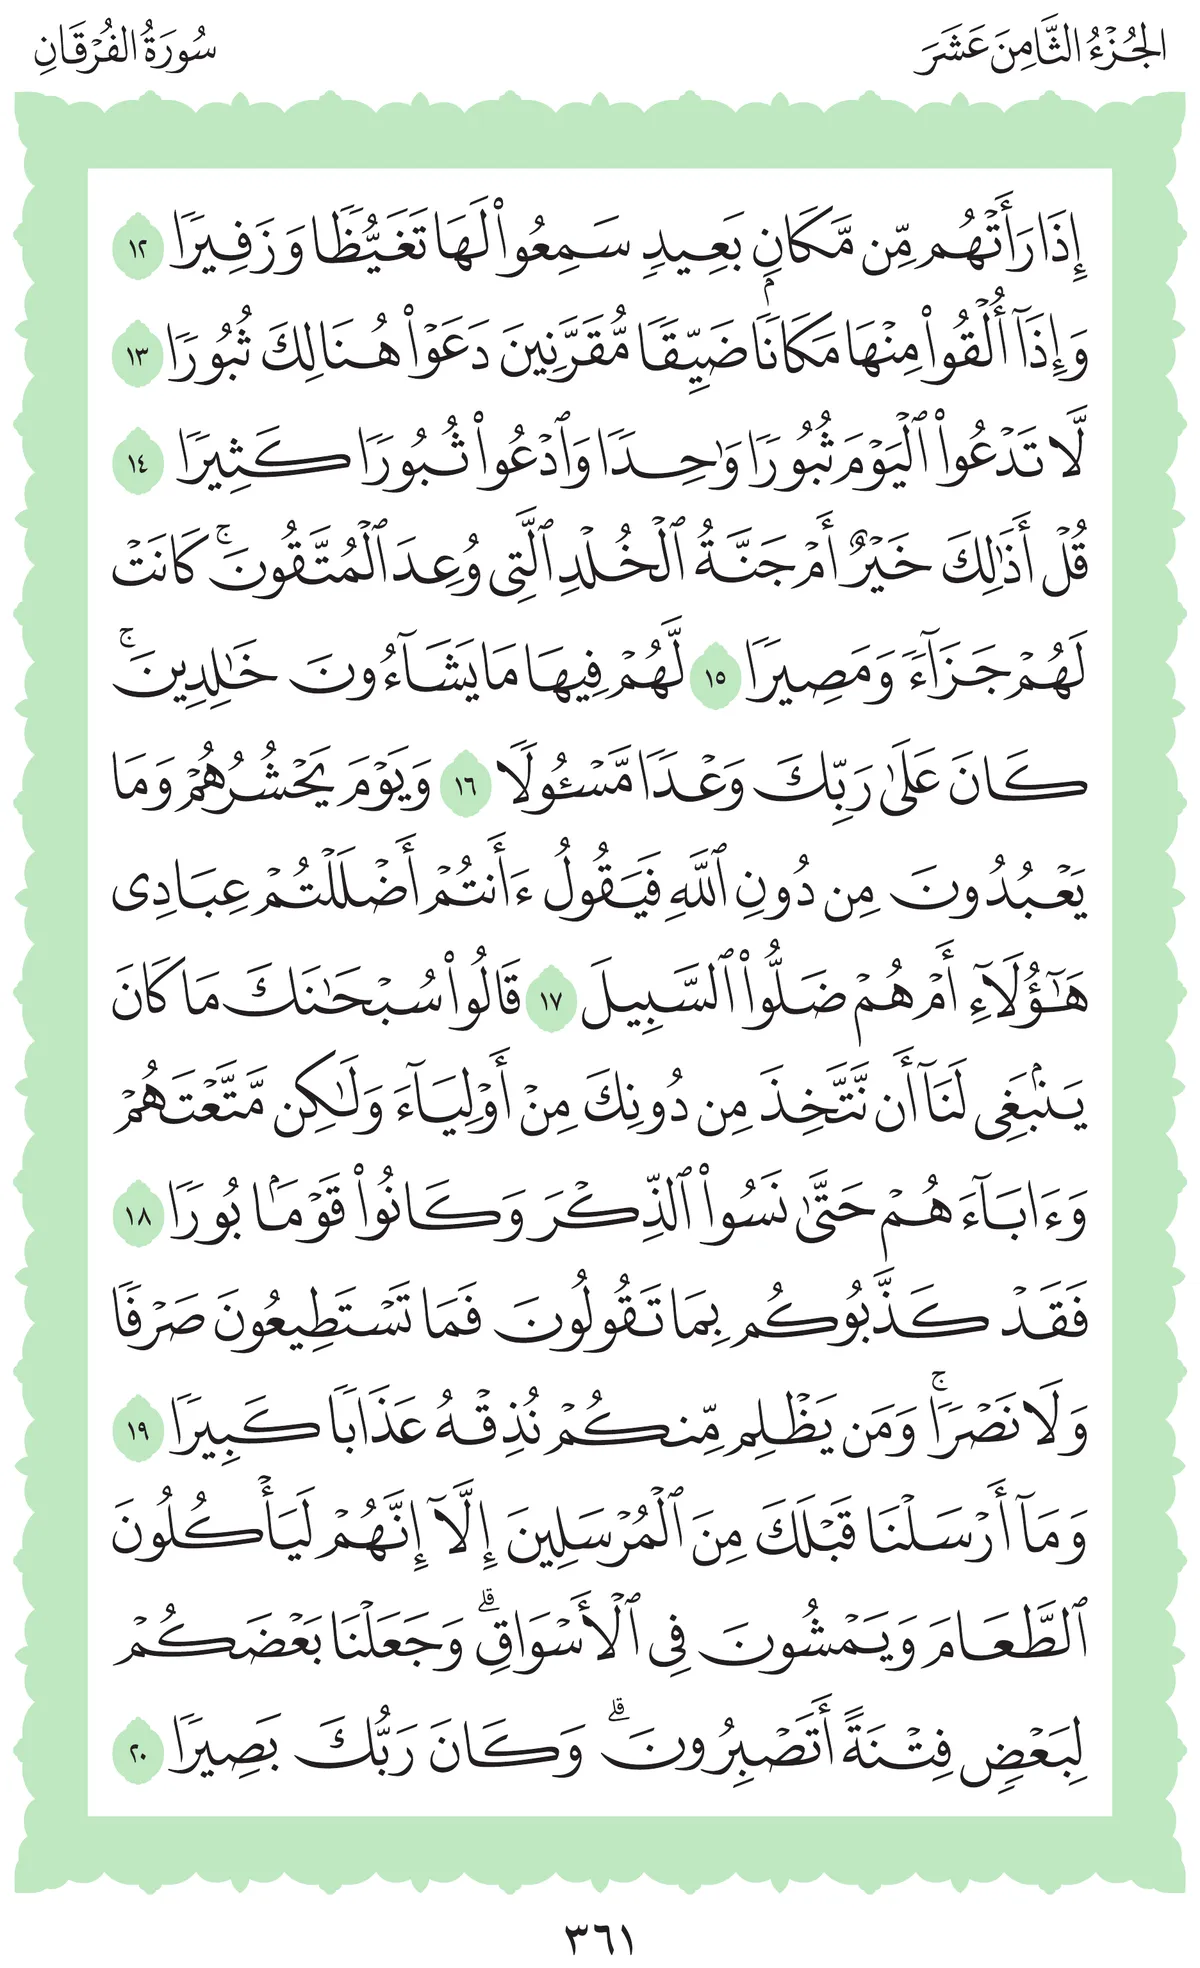 الجُزْءُ الثَّامِنَ عَشَرَ
سُورَةُ الفُرْقَانِ
إِذَا رَأَتْهُم مِّن مَّكَانِۭ بَعِيدٖ سَمِعُواْ لَهَا تَغَيُّظٗا وَزَفِيرٗا ١٢
وَإِذَآ أُلۡقُواْ مِنۡهَا مَكَانٗا ضَيِّقٗا مُّقَرَّنِينَ دَعَوۡاْ هُنَالِكَ ثُبُورٗا ١٣
لَّا تَدۡعُواْ ٱلۡيَوۡمَ ثُبُورٗا وَٰحِدٗا وَٱدۡعُواْ ثُبُورٗا كَثِيرٗا ١٤
قُلۡ أَذَٰلِكَ خَيۡرٌ أَمۡ جَنَّةُ ٱلۡخُلۡدِ ٱلَّتِي وُعِدَ ٱلۡمُتَّقُونَۚ كَانَتۡ
لَهُمۡ جَزَآءٗ وَمَصِيرٗا ١٥ لَّهُمۡ فِيهَا مَا يَشَآءُونَ خَٰلِدِينَۚ
كَانَ عَلَىٰ رَبِّكَ وَعۡدٗا مَّسۡـُٔولٗا ١٦ وَيَوۡمَ يَحۡشُرُهُمۡ وَمَا
يَعۡبُدُونَ مِن دُونِ ٱللَّهِ فَيَقُولُ ءَأَنتُمۡ أَضۡلَلۡتُمۡ عِبَادِي
هَٰٓؤُلَآءِ أَمۡ هُمۡ ضَلُّواْ ٱلسَّبِيلَ ١٧ قَالُواْ سُبۡحَٰنَكَ مَا كَانَ
يَنۢبَغِي لَنَآ أَن نَّتَّخِذَ مِن دُونِكَ مِنۡ أَوۡلِيَآءَ وَلَٰكِن مَّتَّعۡتَهُمۡ
وَءَابَآءَهُمۡ حَتَّىٰ نَسُواْ ٱلذِّكۡرَ وَكَانُواْ قَوۡمَۢا بُورٗا ١٨
فَقَدۡ كَذَّبُوكُم بِمَا تَقُولُونَ فَمَا تَسۡتَطِيعُونَ صَرۡفٗا
وَلَا نَصۡرٗاۚ وَمَن يَظۡلِم مِّنكُمۡ نُذِقۡهُ عَذَابٗا كَبِيرٗا ١٩
وَمَآ أَرۡسَلۡنَا قَبۡلَكَ مِنَ ٱلۡمُرۡسَلِينَ إِلَّآ إِنَّهُمۡ لَيَأۡكُلُونَ
ٱلطَّعَامَ وَيَمۡشُونَ فِي ٱلۡأَسۡوَاقِۗ وَجَعَلۡنَا بَعۡضَكُمۡ
لِبَعۡضٖ فِتۡنَةً أَتَصۡبِرُونَۗ وَكَانَ رَبُّكَ بَصِيرٗا ٢٠
٣٦١